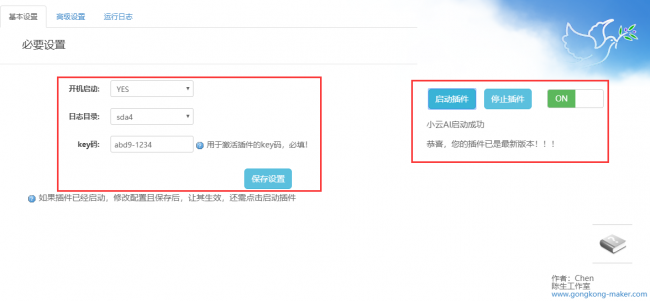 基本设置 高级设置 运行日志
必要设置
开机启动: YES
日志目录: sda4
key码: abd9-1234 用于激活插件的key码，必填！
保存设置
如果插件已经启动，修改配置且保存后，让其生效，还需点击启动插件
启动插件 停止插件 ON
小云AI启动成功
恭喜，您的插件已是最新版本！！！
作者：Chen
陈生工作室
www.gongkong-maker.com